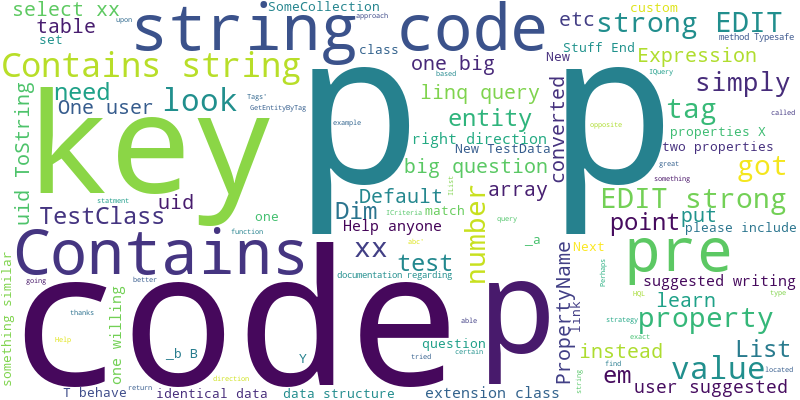 select xx
table
set
upon
string code
SomeCollection
approach
class
etc
strong EDIT
custom
method Typesafe
Stuff End
New
Contains string
one big
based
Expression
IQuery
need
One user
look
Tags'
GetEntityByTag
key
p
p
example
linq query
entity
right direction
New TestData
big question
converted
simply
tag
opposite
properties X
two properties
great
called
something
got
uid ToString
TestClass
uid
statment
one
function
Default
Dim
Help anyone
array
IList
ICriteria
match
number
query
EDIT strong
point
put
please include
Contains
xx
abc'
test
documentation regarding
_a
PropertyName
Next
Perhaps
pre
suggested writing
something similar
going
better
code
p
thanks
Help
one willing
_b B
Y
question
able
tried
certain
link
HQL
learn
type
property
strategy
exact
instead
List
find
located
value
em
user suggested
string
T behave
return
identical data
direction
data structure
extension class